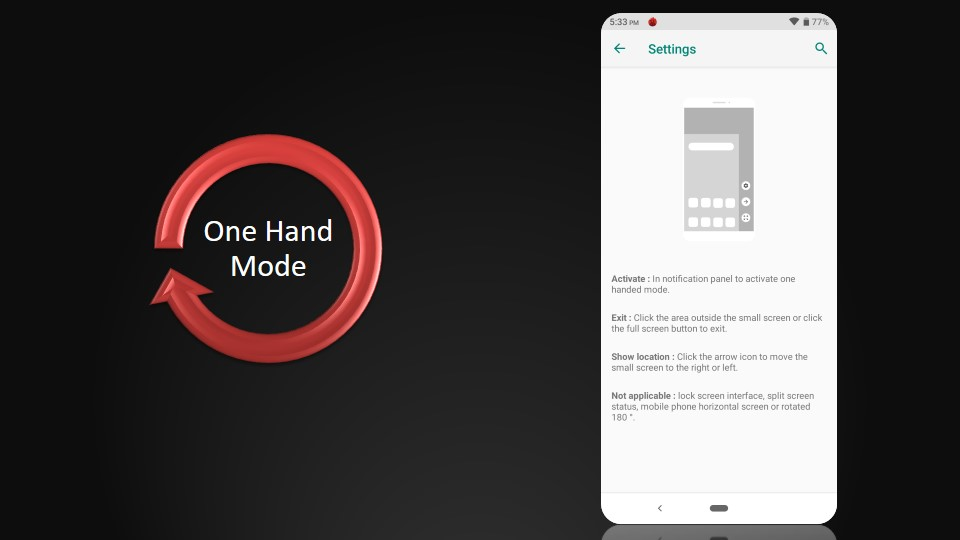 One Hand
Mode
5:33 PM
77%
Settings
Activate : In notification panel to activate one
handed mode.
Exit : Click the area outside the small screen or click
the full screen button to exit.
Show location : Click the arrow icon to move the
small screen to the right or left.
Not applicable : lock screen interface, split screen
status, mobile phone horizontal screen or rotated
180 °.